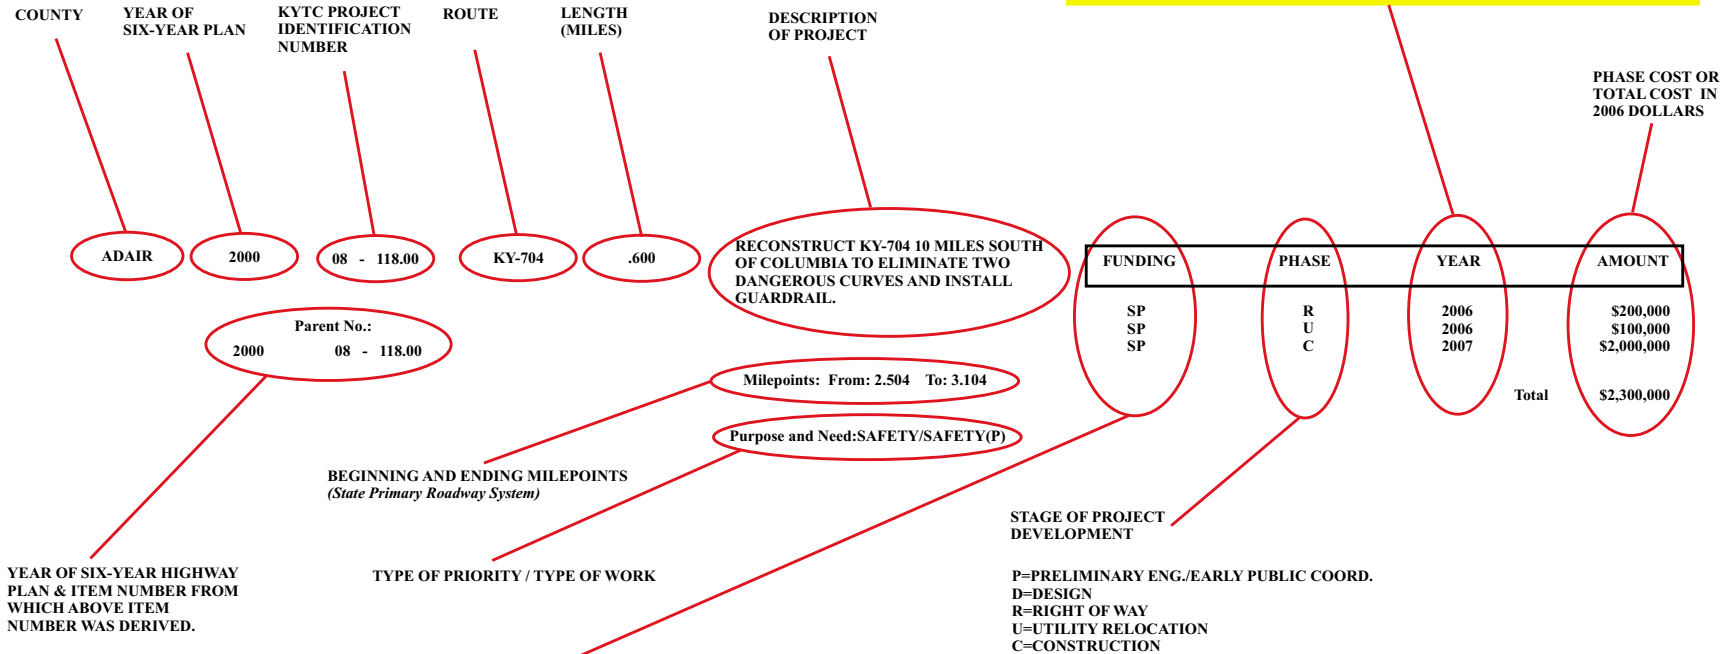 COUNTY
YEAR OF
SIX-YEAR PLAN
KYTC PROJECT
IDENTIFICATION
NUMBER
ROUTE
LENGTH
(MILES)
DESCRIPTION
OF PROJECT
PHASE COST OR
TOTAL COST IN
2006 DOLLARS
ADAIR
2000
08 - 118.00
KY-704
.600
RECONSTRUCT KY-704 10 MILES SOUTH
OF COLUMBIA TO ELIMINATE TWO
DANGEROUS CURVES AND INSTALL
GUARDRAIL.
FUNDING PHASE YEAR AMOUNT
SP R 2006 $200,000
SP U 2006 $100,000
SP C 2007 $2,000,000
Total $2,300,000
Parent No.:
2000 08 - 118.00
Milepoints: From: 2.504 To: 3.104
Purpose and Need:SAFETY/SAFETY(P)
BEGINNING AND ENDING MILEPOINTS
(State Primary Roadway System)
YEAR OF SIX-YEAR HIGHWAY
PLAN & ITEM NUMBER FROM
WHICH ABOVE ITEM
NUMBER WAS DERIVED.
TYPE OF PRIORITY / TYPE OF WORK
STAGE OF PROJECT
DEVELOPMENT
P=PRELIMINARY ENG./EARLY PUBLIC COORD.
D=DESIGN
R=RIGHT OF WAY
U=UTILITY RELOCATION
C=CONSTRUCTION